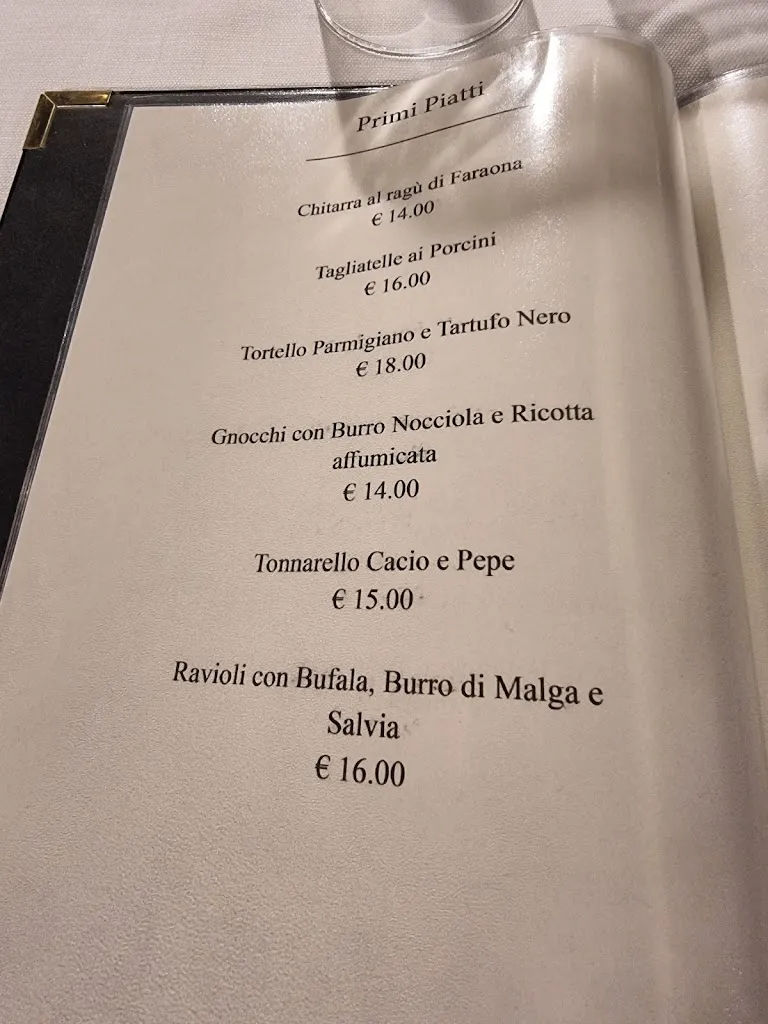 Primi Piatti
Chitarra al ragù di Faraona
€ 14.00
Tagliatelle ai Porcini
€ 16.00
Tortello Parmigiano e Tartufo Nero
€ 18.00
Gnocchi con Burro Nocciola e Ricotta
affumicata
€ 14.00
Tonnarello Cacio e Pepe
€ 15.00
Ravioli con Bufala, Burro di Malga e
Salvia
€ 16.00